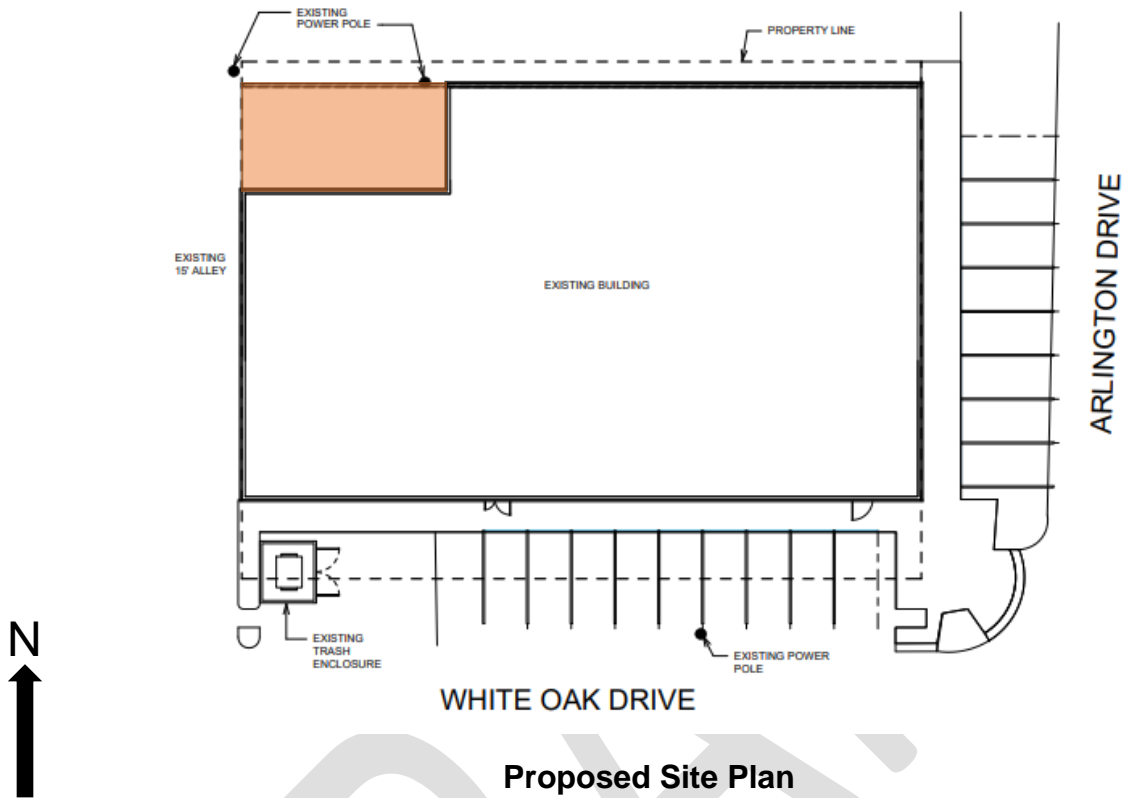 EXISTING
POWER POLE
PROPERTY LINE
EXISTING
15' ALLEY
EXISTING BUILDING
ARLINGTON DRIVE
EXISTING
TRASH
ENCLOSURE
EXISTING POWER
POLE
WHITE OAK DRIVE
N
Proposed Site Plan